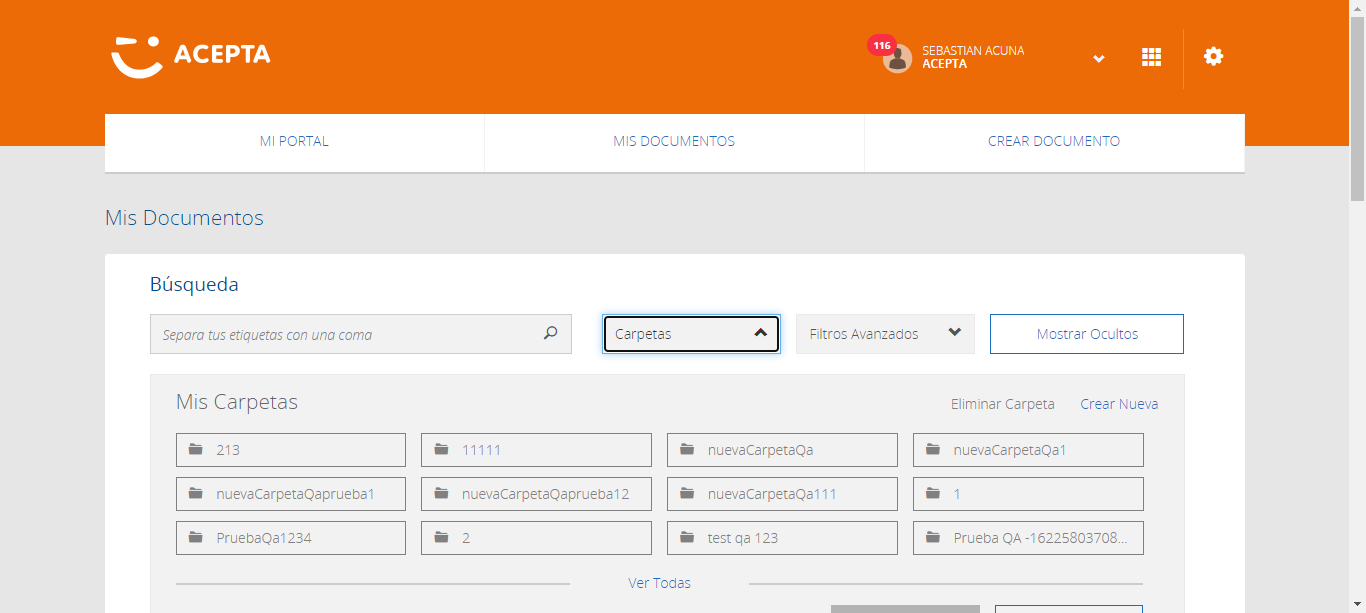 ACEPTA
116
SEBASTIAN ACUNA
ACEPTA
MI PORTAL
MIS DOCUMENTOS
CREAR DOCUMENTO
Mis Documentos
Búsqueda
Separa tus etiquetas con una coma
Carpetas
Filtros Avanzados
Mostrar Ocultos
Mis Carpetas
Eliminar Carpeta
Crear Nueva
213
11111
nuevaCarpetaQa
nuevaCarpetaQa1
nuevaCarpetaQaprueba1
nuevaCarpetaQaprueba12
nuevaCarpetaQa111
1
PruebaQa1234
2
test qa 123
Prueba QA -16225803708...
Ver Todas